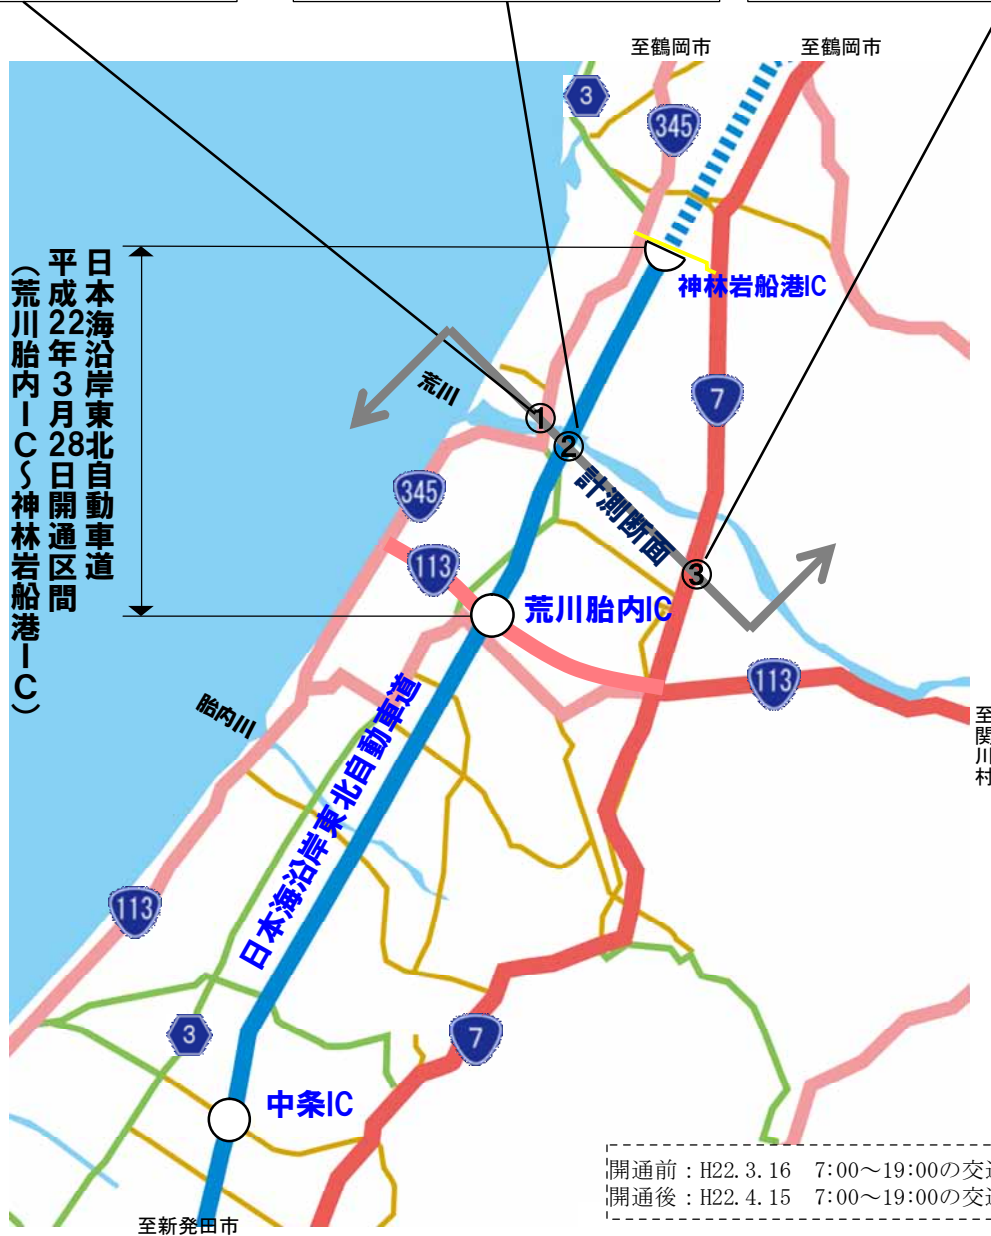 至鶴岡市
至鶴岡市
3
345
日本海沿岸東北自動車道
平成22年3月28日開通区間
（荒川胎内ＩＣ～神林岩船港ＩＣ）
神林岩船港IC
荒川
7
①
②
計測断面
345
113
③
荒川胎内IC
113
胎内川
至関川村
日本海沿岸東北自動車道
113
3
7
中条IC
開通前：H22.3.16　7:00～19:00の交
開通後：H22.4.15　7:00～19:00の交
至新発田市